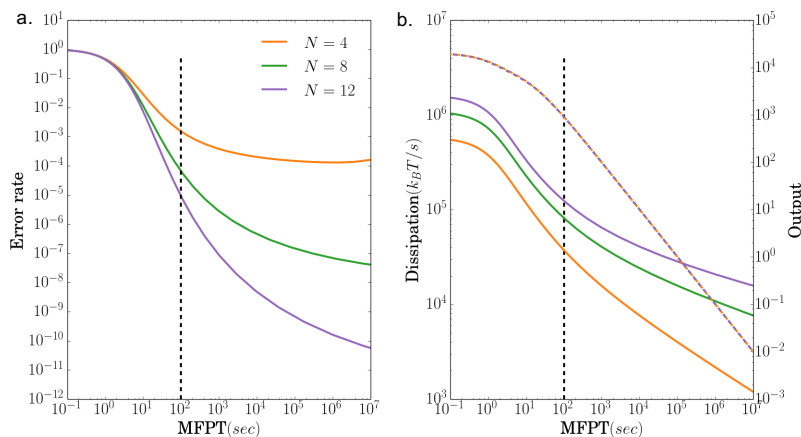 a.
10^1
10^0
10^-1
10^-2
10^-3
10^-4
10^-5
10^-6
10^-7
10^-8
10^-9
10^-10
10^-11
10^-12
Error rate
N = 4
N = 8
N = 12
10^-1 10^0 10^1 10^2 10^3 10^4 10^5 10^6 10^7
MFPT(sec)
b.
10^7
10^6
10^5
10^4
10^3
Dissipation(k_BT/s)
10^5
10^4
10^3
10^2
10^1
10^0
10^-1
10^-2
10^-3
Output
10^-1 10^0 10^1 10^2 10^3 10^4 10^5 10^6 10^7
MFPT(sec)